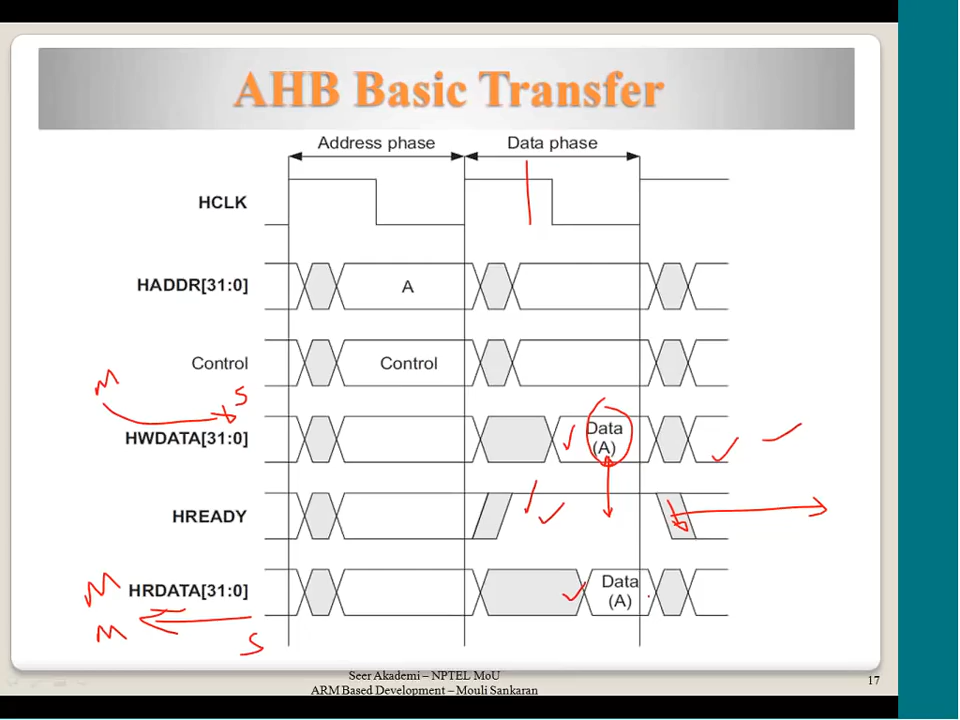 AHB Basic Transfer
Address phase
Data phase
HCLK
HADDR[31:0]
A
Control
Control
M
S
HWDATA[31:0]
Data
(A)
HREADY
M
HRDATA[31:0]
Data
(A)
M
S
Seer Akademi – NPTEL MoU
ARM Based Development – Mouli Sankaran
17